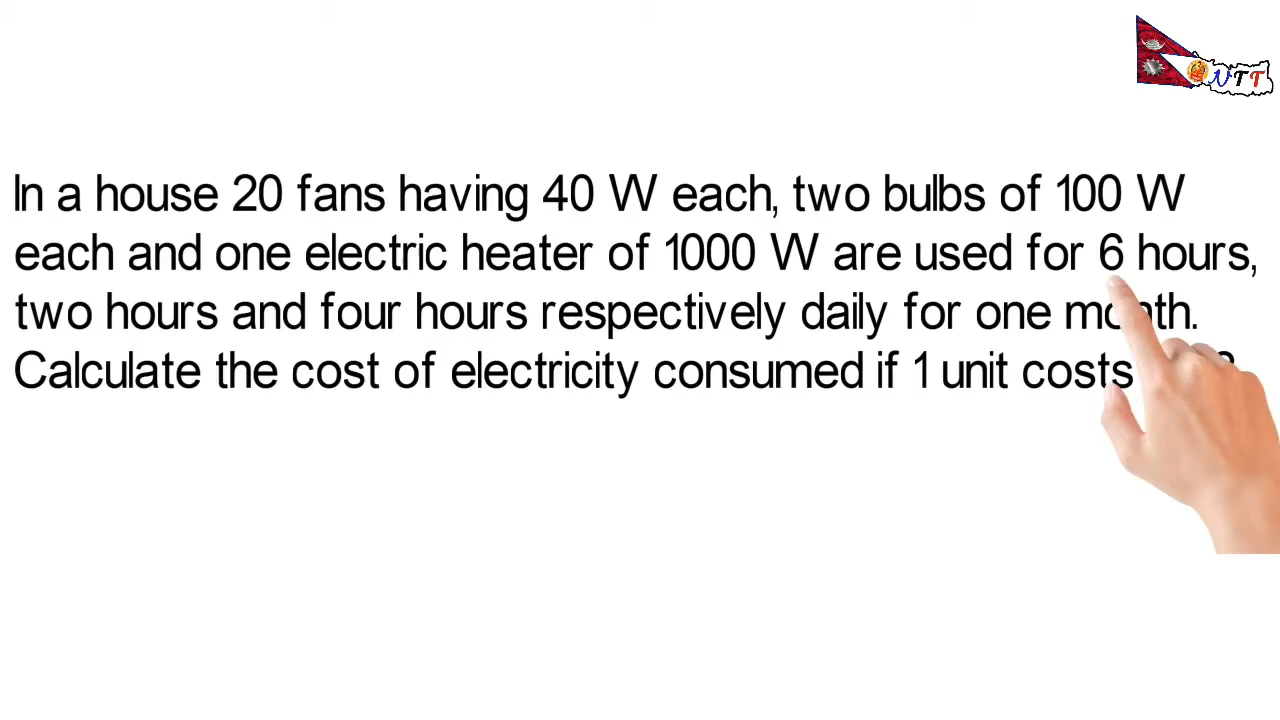 NTT
In a house 20 fans having 40 W each, two bulbs of 100 W
each and one electric heater of 1000 W are used for 6 hours,
two hours and four hours respectively daily for one month.
Calculate the cost of electricity consumed if 1 unit costs